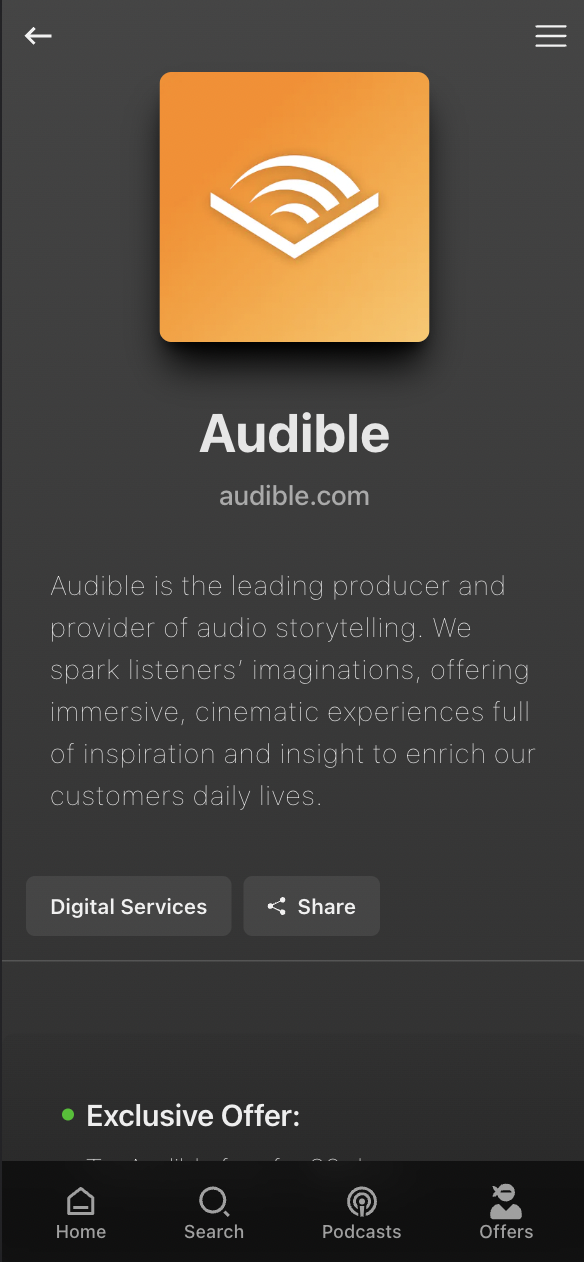 Audible
audible.com
Audible is the leading producer and
provider of audio storytelling. We
spark listeners’ imaginations, offering
immersive, cinematic experiences full
of inspiration and insight to enrich our
customers daily lives.
Digital Services
Share
Exclusive Offer:
Home
Search
Podcasts
Offers